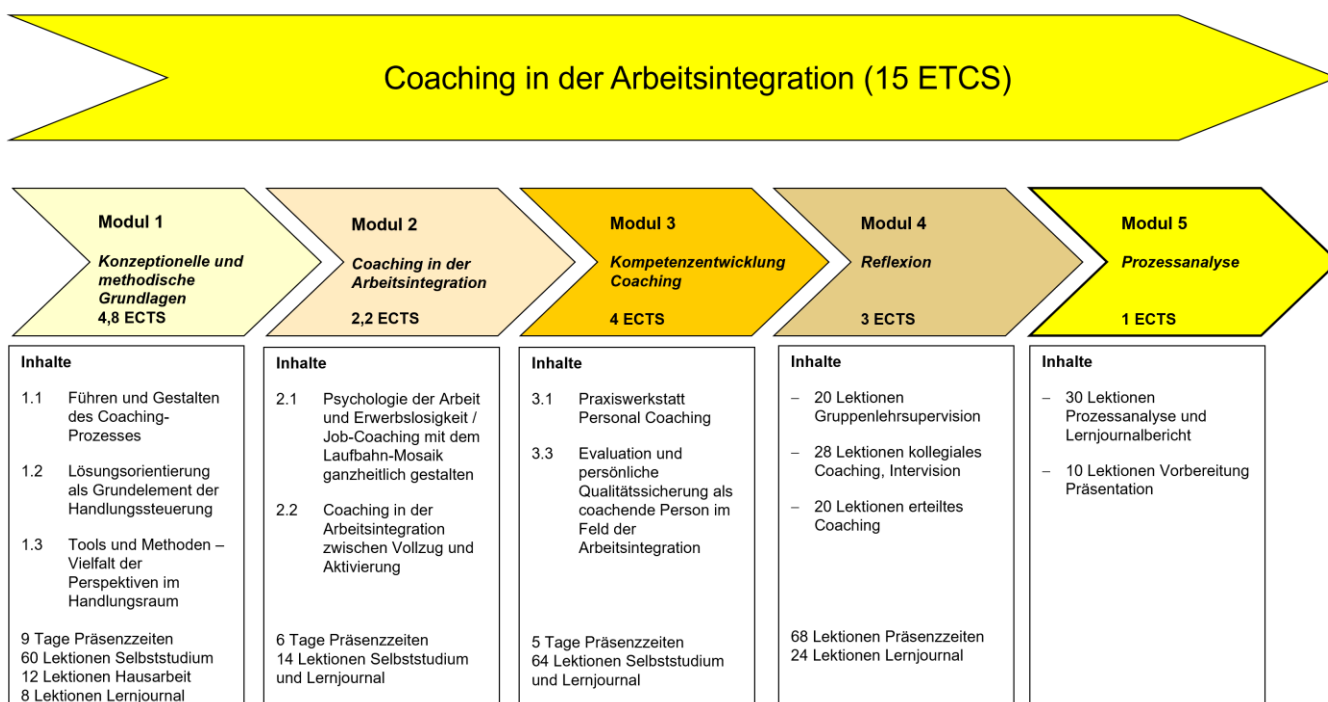 Coaching in der Arbeitsintegration (15 ETCS)
Modul 1
Konzeptionelle und
methodische
Grundlagen
4,8 ECTS
Modul 2
Coaching in der
Arbeitsintegration
2,2 ECTS
Modul 3
Kompetenzentwicklung
Coaching
4 ECTS
Modul 4
Reflexion
3 ECTS
Modul 5
Prozessanalyse
1 ECTS
Inhalte
1.1 Führen und Gestalten
des Coaching-
Prozesses
1.2 Lösungsorientierung
als Grundelement der
Handlungssteuerung
1.3 Tools und Methoden –
Vielfalt der
Perspektiven im
Handlungsraum
9 Tage Präsenzzeiten
60 Lektionen Selbststudium
12 Lektionen Hausarbeit
8 Lektionen Lernjournal
Inhalte
2.1 Psychologie der Arbeit
und Erwerbslosigkeit /
Job-Coaching mit dem
Laufbahn-Mosaik
ganzheitlich gestalten
2.2 Coaching in der
Arbeitsintegration
zwischen Vollzug und
Aktivierung
6 Tage Präsenzzeiten
14 Lektionen Selbststudium
und Lernjournal
Inhalte
3.1 Praxiswerkstatt
Personal Coaching
3.3 Evaluation und
persönliche
Qualitätssicherung als
coachende Person im
Feld der
Arbeitsintegration
5 Tage Präsenzzeiten
64 Lektionen Selbststudium
und Lernjournal
Inhalte
– 20 Lektionen
Gruppenlehrsupervision
– 28 Lektionen kollegiales
Coaching, Intervision
– 20 Lektionen erteiltes
Coaching
68 Lektionen Präsenzzeiten
24 Lektionen Lernjournal
Inhalte
– 30 Lektionen
Prozessanalyse und
Lernjournalbericht
– 10 Lektionen Vorbereitung
Präsentation